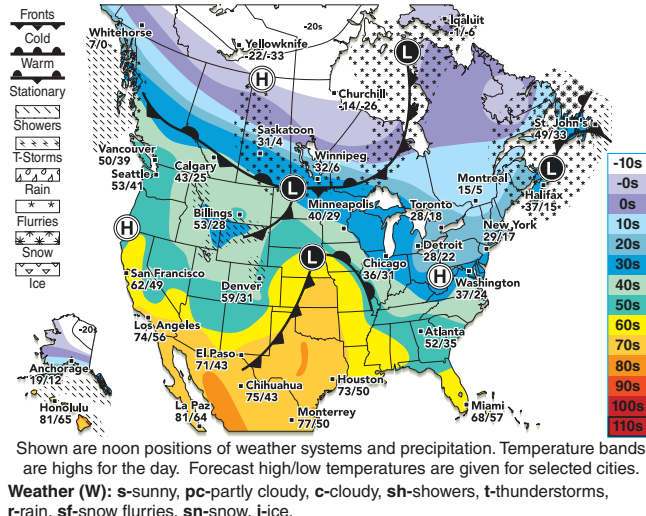 Fronts
Cold
Warm
Stationary
Showers
T-Storms
Rain
Flurries
Snow
Ice
-20s
Whitehorse
7/0
Yellowknife
-22/-33
Iqaluit
-1/-6
L
H
Churchill
-14/-26
St. John's
49/33
Saskatoon
31/4
Vancouver
50/39
Calgary
43/25
Winnipeg
32/6
Seattle
53/41
L
Montréal
15/5
L
Halifax
37/15
Billings
53/28
Minneapolis
40/29
Toronto
28/18
New York
29/17
H
Detroit
28/22
L
Chicago
36/31
H
Washington
37/24
San Francisco
62/49
Denver
59/31
Los Angeles
74/56
Atlanta
52/35
El Paso
71/43
-20s
Anchorage
19/12
Chihuahua
75/43
Houston
73/50
Honolulu
81/65
La Paz
81/64
Monterrey
77/50
Miami
68/57
-10s
-0s
0s
10s
20s
30s
40s
50s
60s
70s
80s
90s
100s
110s
Shown are noon positions of weather systems and precipitation. Temperature bands
are highs for the day. Forecast high/low temperatures are given for selected cities.
Weather (W): s-sunny, pc-partly cloudy, c-cloudy, sh-showers, t-thunderstorms,
r-rain, sf-snow flurries, sn-snow, i-ice.